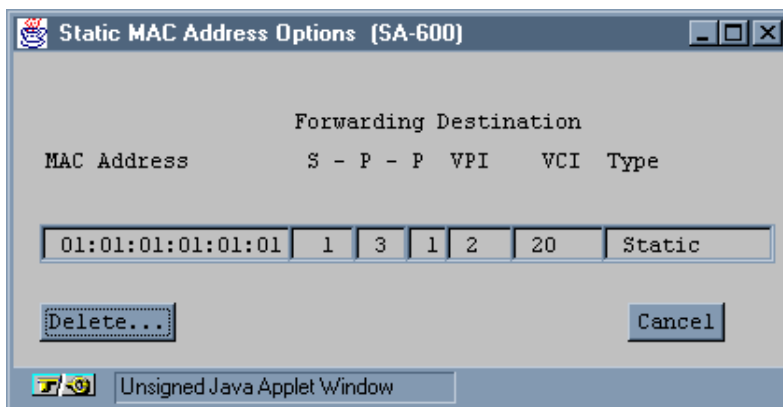 Static MAC Address Options (SA-600)
Forwarding Destination
MAC Address S - P - P VPI VCI Type
01:01:01:01:01:01 1 3 1 2 20 Static
Delete... Cancel
Unsigned Java Applet Window